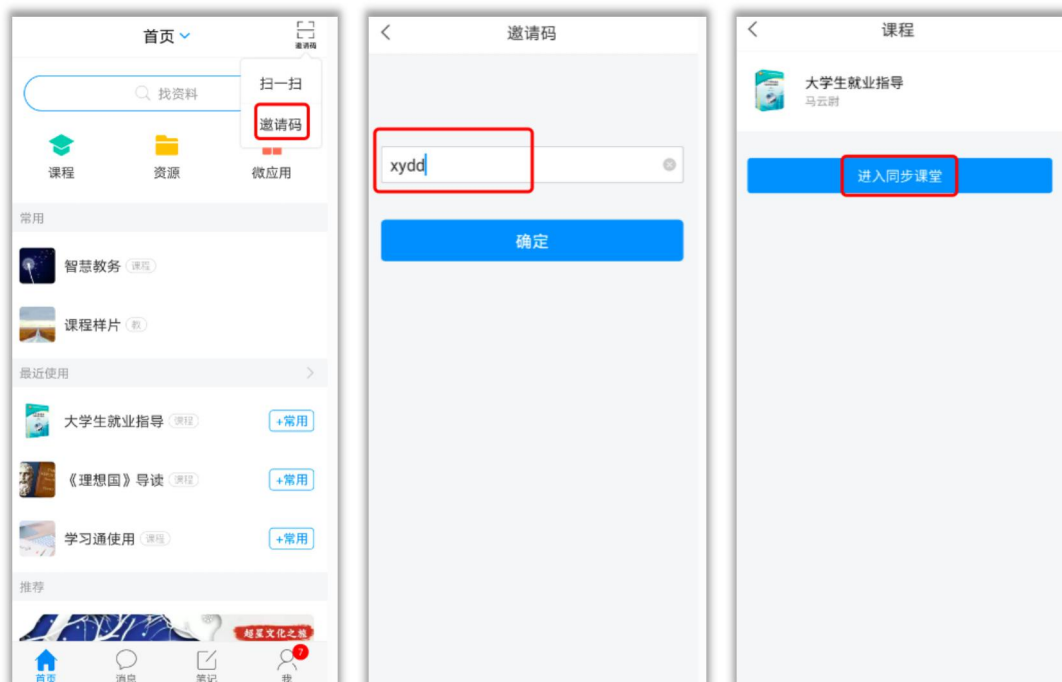 首页
邀请码
找资料
扫一扫
邀请码
课程
资源
微应用
常用
智慧教务 课程
课程样片 教
最近使用
大学生就业指导 课程 +常用
《理想国》导读 课程 +常用
学习通使用 课程 +常用
推荐
超星文化之旅
7
首页 消息 笔记 我
邀请码
xydd
确定
课程
大学生就业指导
马云尉
进入同步课堂